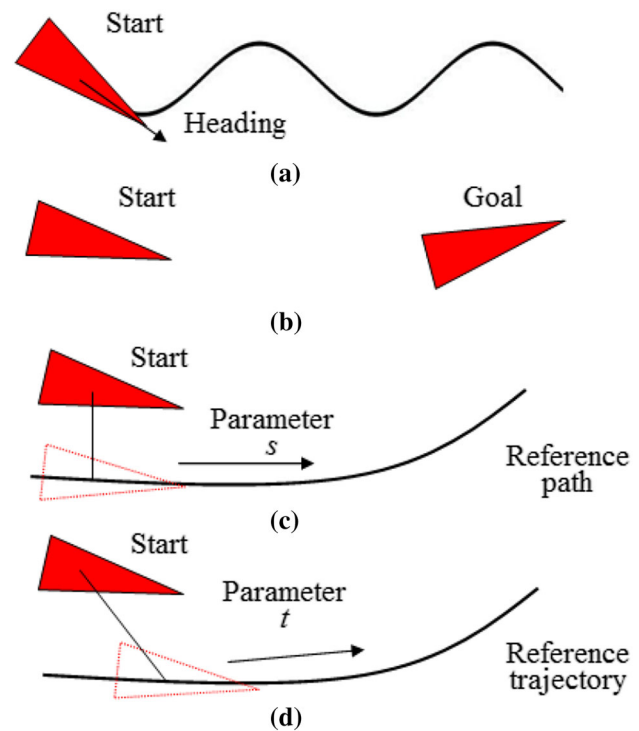 Start
Heading
(a)
Start
Goal
(b)
Start
Parameter
s
Reference
path
(c)
Start
Parameter
t
Reference
trajectory
(d)